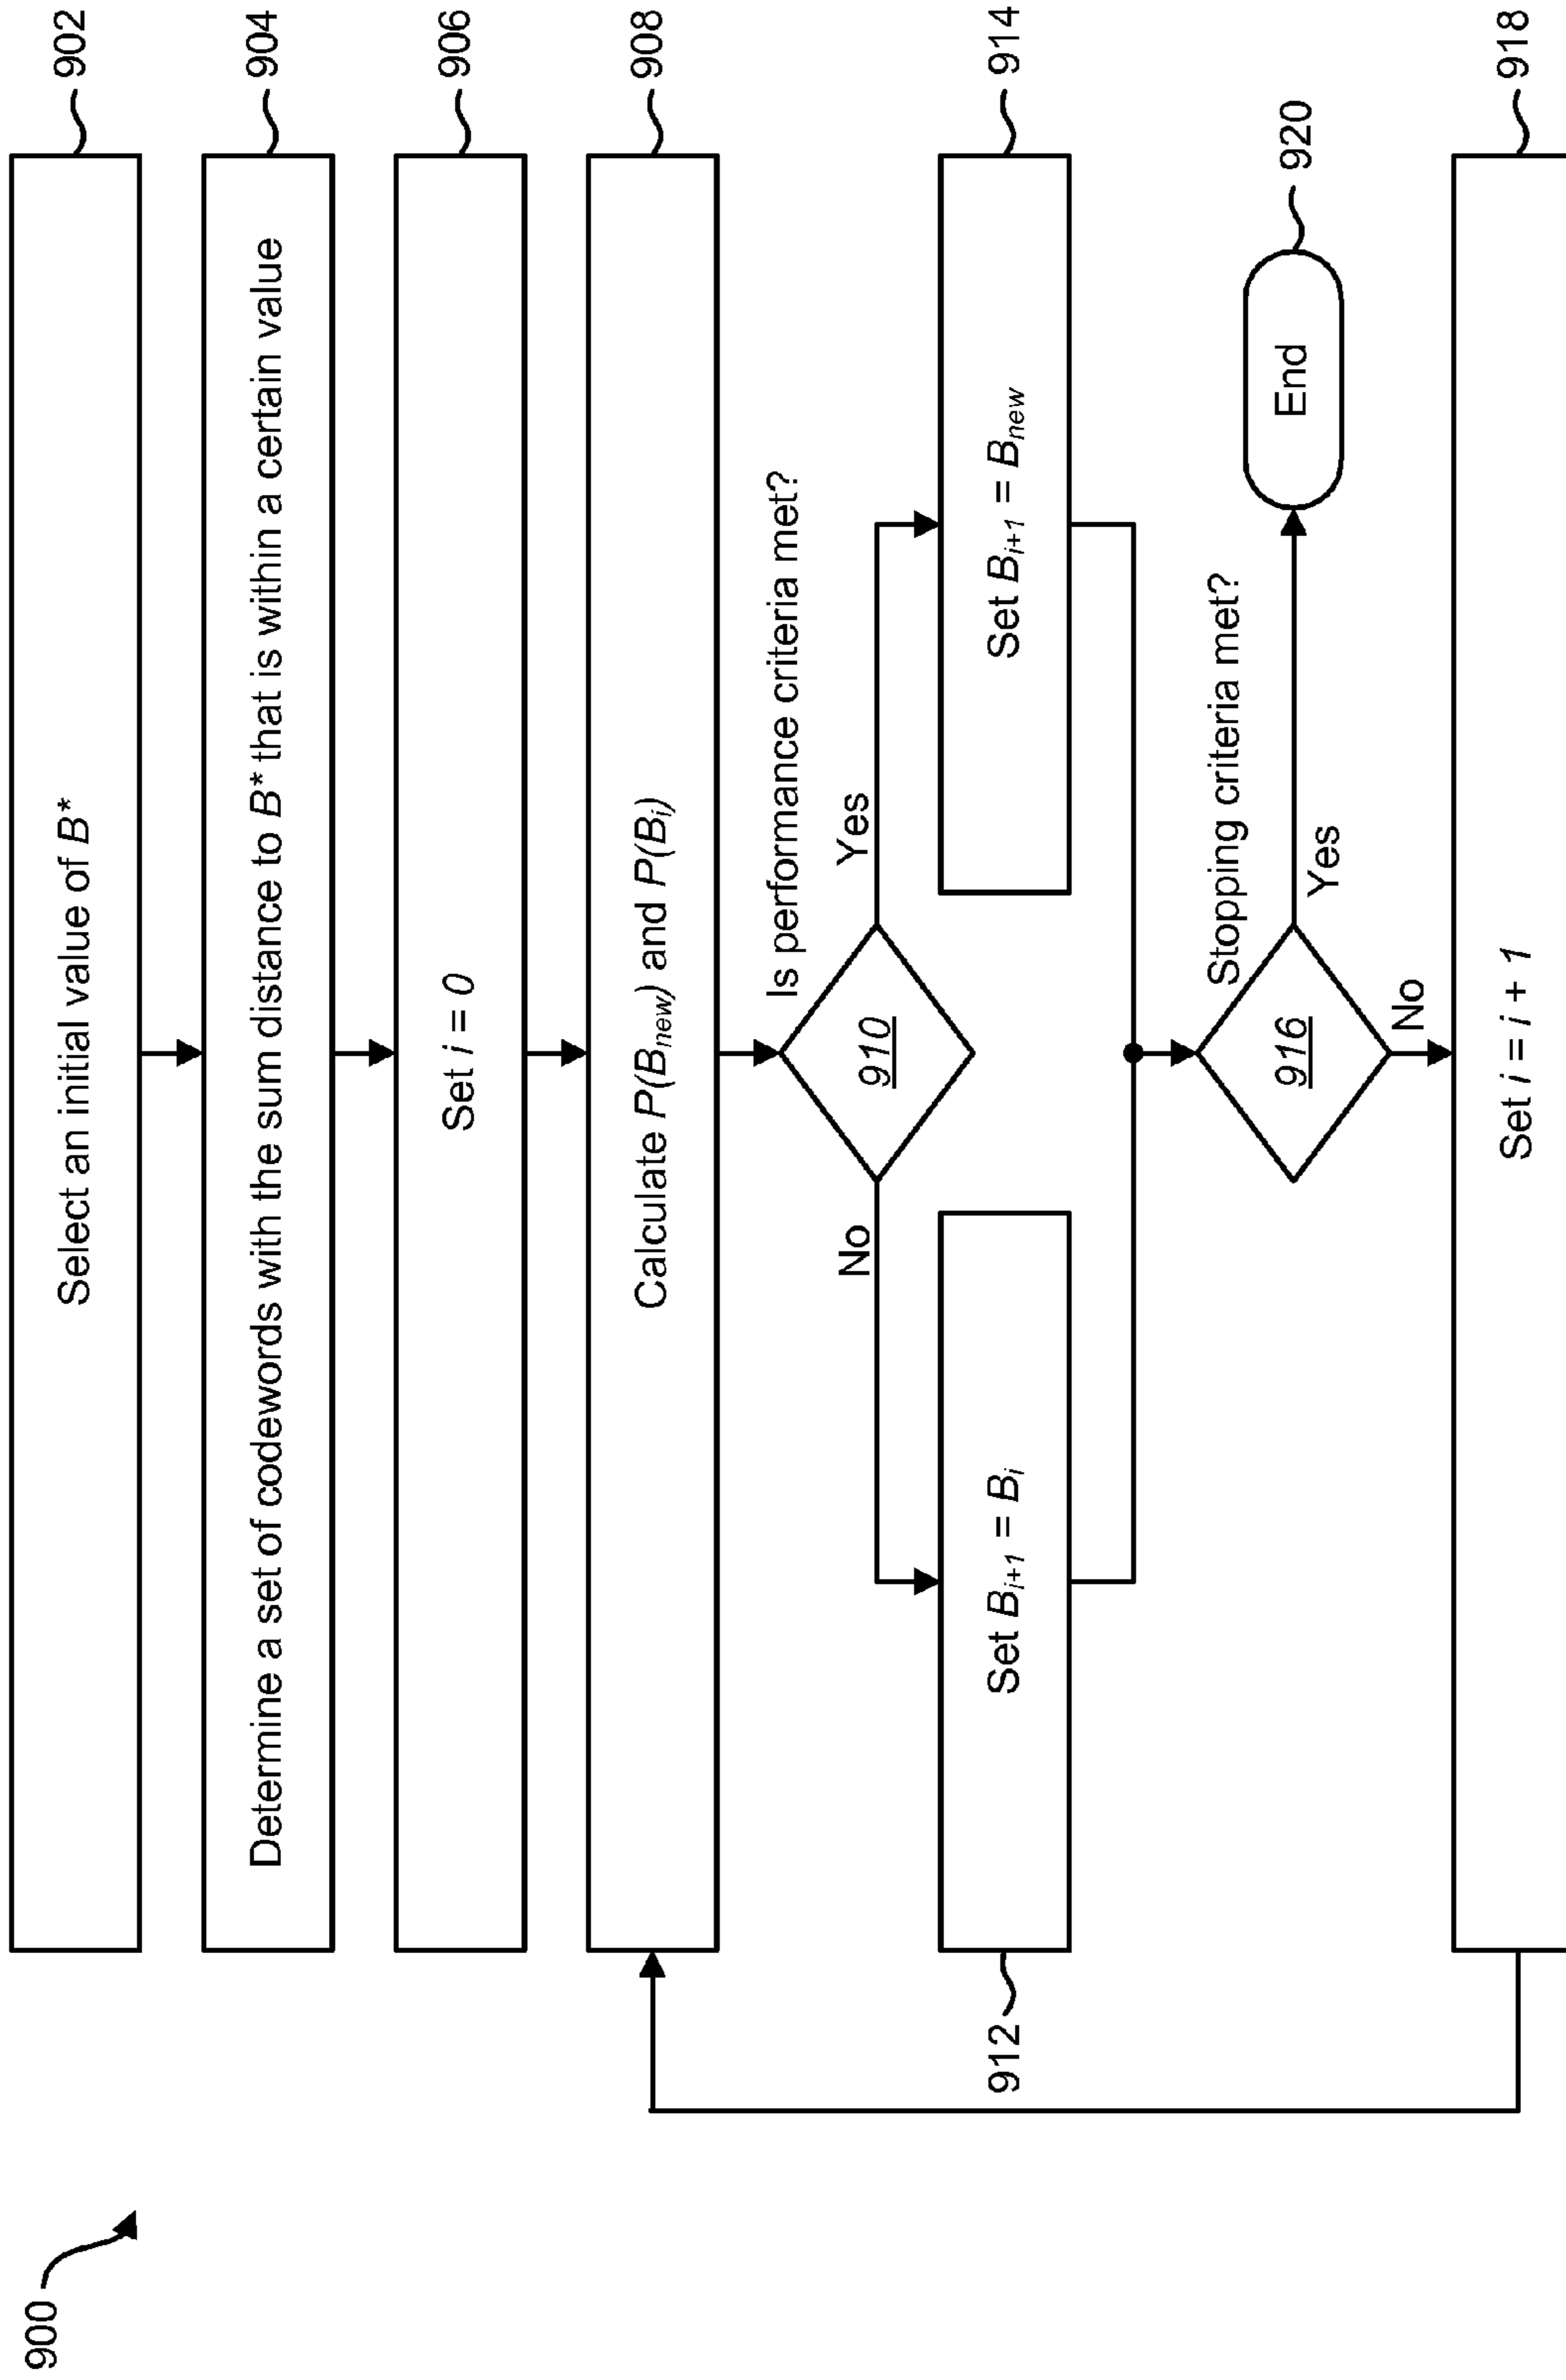 900
Select an initial value of B*
902
Determine a set of codewords with the sum distance to B* that is within a certain value
904
Set i = 0
906
Calculate P(Bnew) and P(Bi)
908
Is performance criteria met?
910
No
Yes
Set Bi+1 = Bi
912
Set Bi+1 = Bnew
914
Stopping criteria met?
916
Yes
End
920
No
Set i = i + 1
918